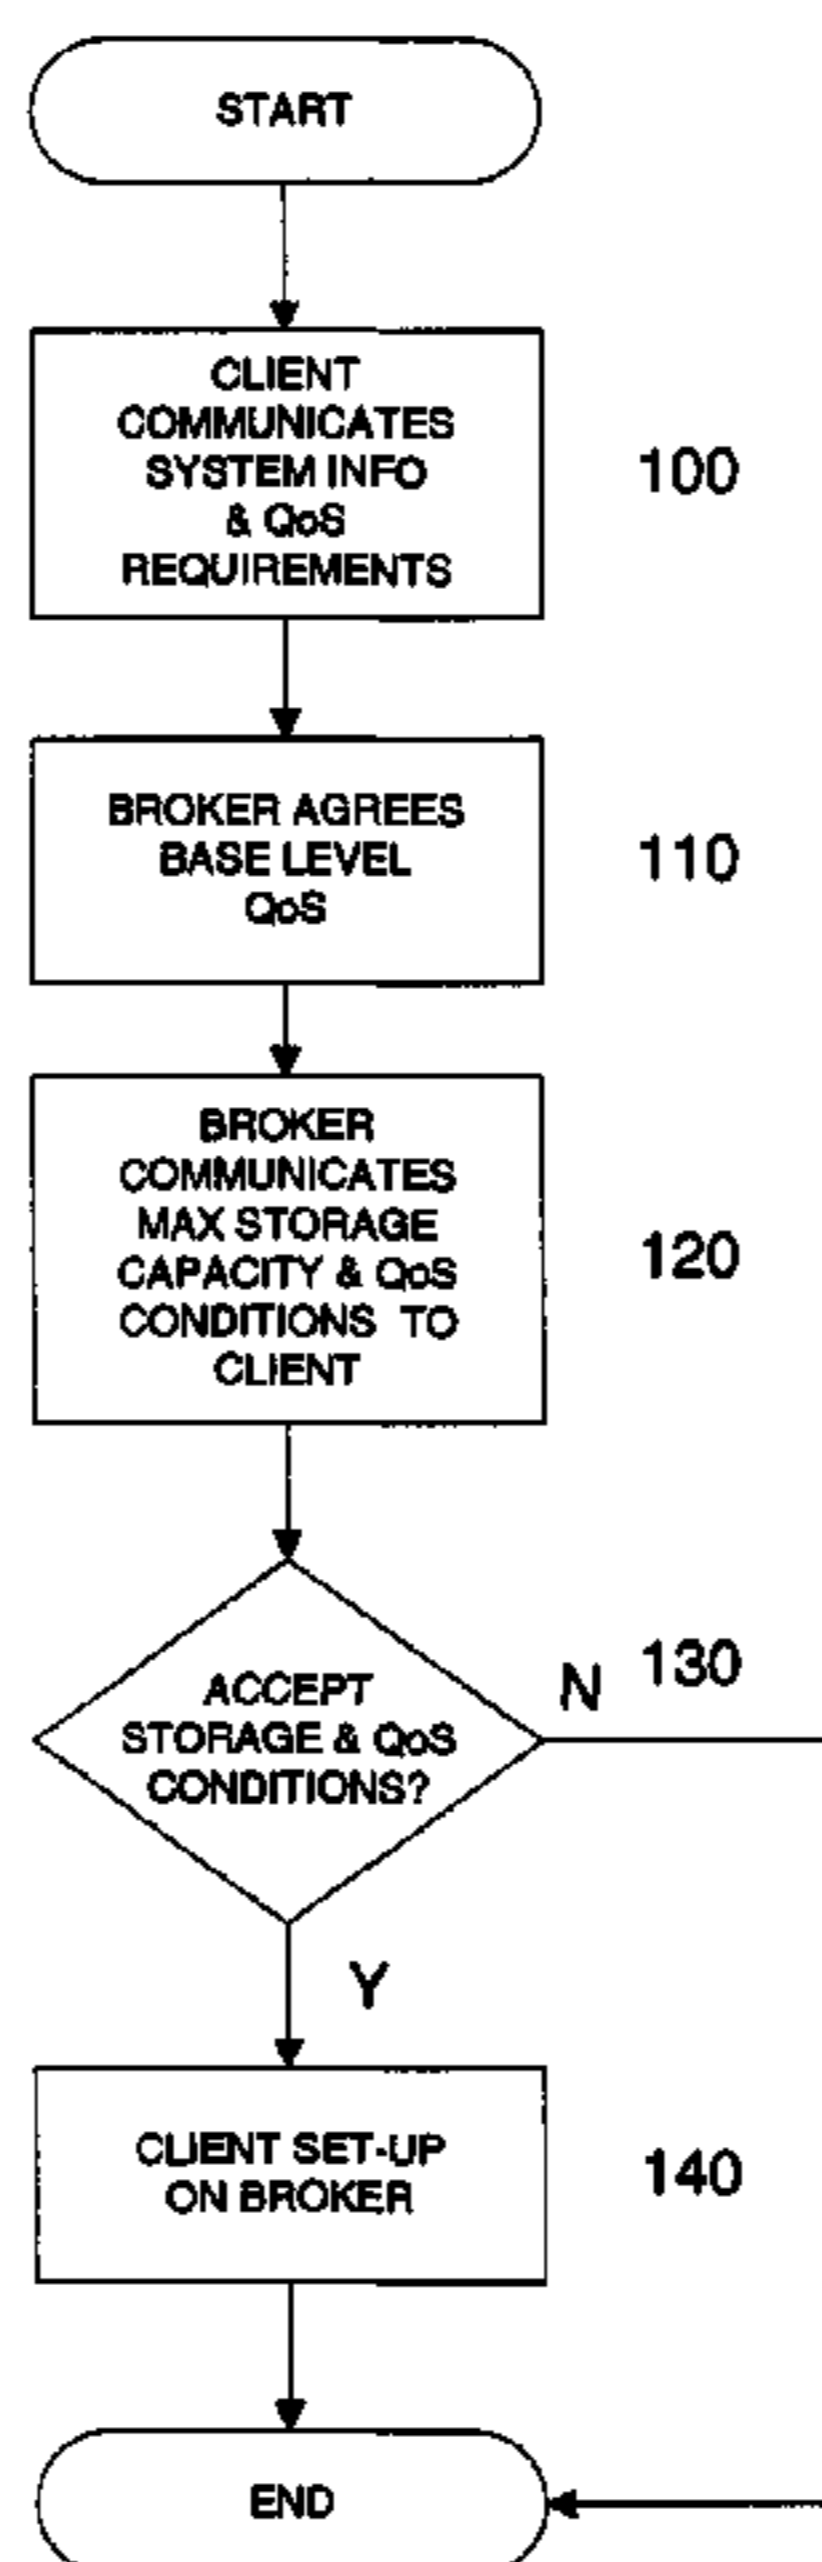 START
CLIENT
COMMUNICATES
SYSTEM INFO
& QoS
REQUIREMENTS
100
BROKER AGREES
BASE LEVEL
QoS
110
BROKER
COMMUNICATES
MAX STORAGE
CAPACITY & QoS
CONDITIONS TO
CLIENT
120
ACCEPT
STORAGE & QoS
CONDITIONS?
N
130
Y
CLIENT SET-UP
ON BROKER
140
END